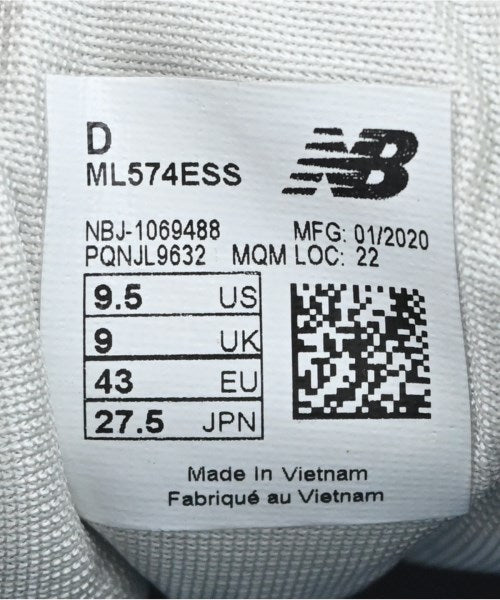 D
ML574ESS
NB
NBJ-1069488 MFG: 01/2020
PQNJL9632 MQM LOC: 22
9.5 US
9 UK
43 EU
27.5 JPN
Made In Vietnam
Fabriqué au Vietnam